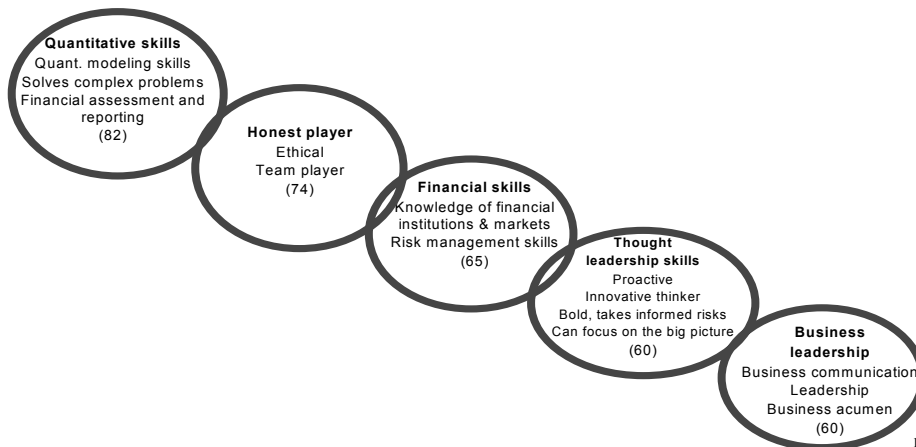 Quantitative skills
Quant. modeling skills
Solves complex problems
Financial assessment and
reporting
(82)
Honest player
Ethical
Team player
(74)
Financial skills
Knowledge of financial
institutions & markets
Risk management skills
(65)
Thought
leadership skills
Proactive
Innovative thinker
Bold, takes informed risks
Can focus on the big picture
(60)
Business
leadership
Business communication
Leadership
Business acumen
(60)